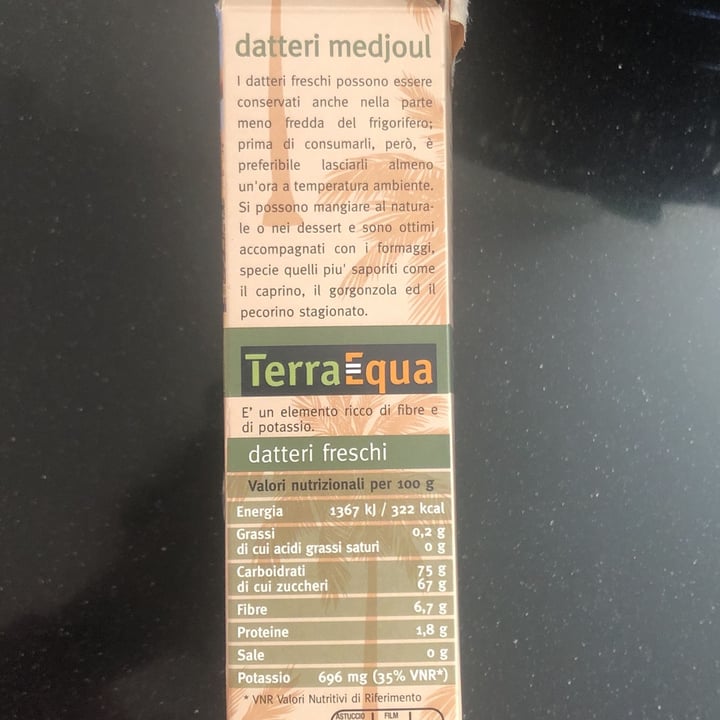 datteri medjoul
I datteri freschi possono essere
conservati anche nella parte
meno fredda del frigorifero;
prima di consumarli, però, è
preferibile lasciarli almeno
un'ora a temperatura ambiente.
Si possono mangiare al natura-
le o nei dessert e sono ottimi
accompagnati con i formaggi,
specie quelli piu' saporiti come
il caprino, il gorgonzola ed il
pecorino stagionato.
TerraEqua
E' un elemento ricco di fibre e
di potassio.
datteri freschi
Valori nutrizionali per 100 g
Energia 1367 kJ / 322 kcal
Grassi 0,2 g
di cui acidi grassi saturi 0 g
Carboidrati 75 g
di cui zuccheri 67 g
Fibre 6,7 g
Proteine 1,8 g
Sale 0 g
Potassio 696 mg (35% VNR*)
* VNR Valori Nutritivi di Riferimento
ASTUCCIO FILM